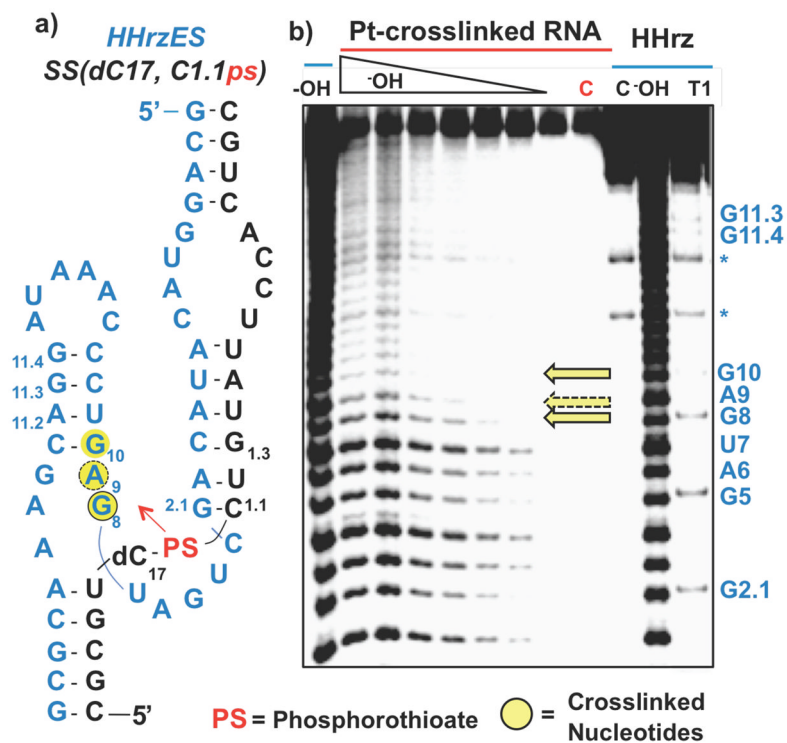 a)
HHrzES
SS(dC17, C1.1ps)
5' – G - C
C - G
A - U
G - C
G A
U C
A C
C U
A - U
U - A
A - U
C - G 1.3
A - U
2.1 G - C 1.1
C
U
G
A
U
A A
U A
A C
11.4 G - C
11.3 G - C
11.2 A - U
C - G 10
G A 9
A G 8
A
dC17 - PS
A - U
C - G
G - C
C - G
G - C — 5'
b)
Pt-crosslinked RNA
HHrz
-OH
-OH
C
C
-OH
T1
G11.3
G11.4
*
*
G10
A9
G8
U7
A6
G5
G2.1
PS = Phosphorothioate
= Crosslinked
Nucleotides